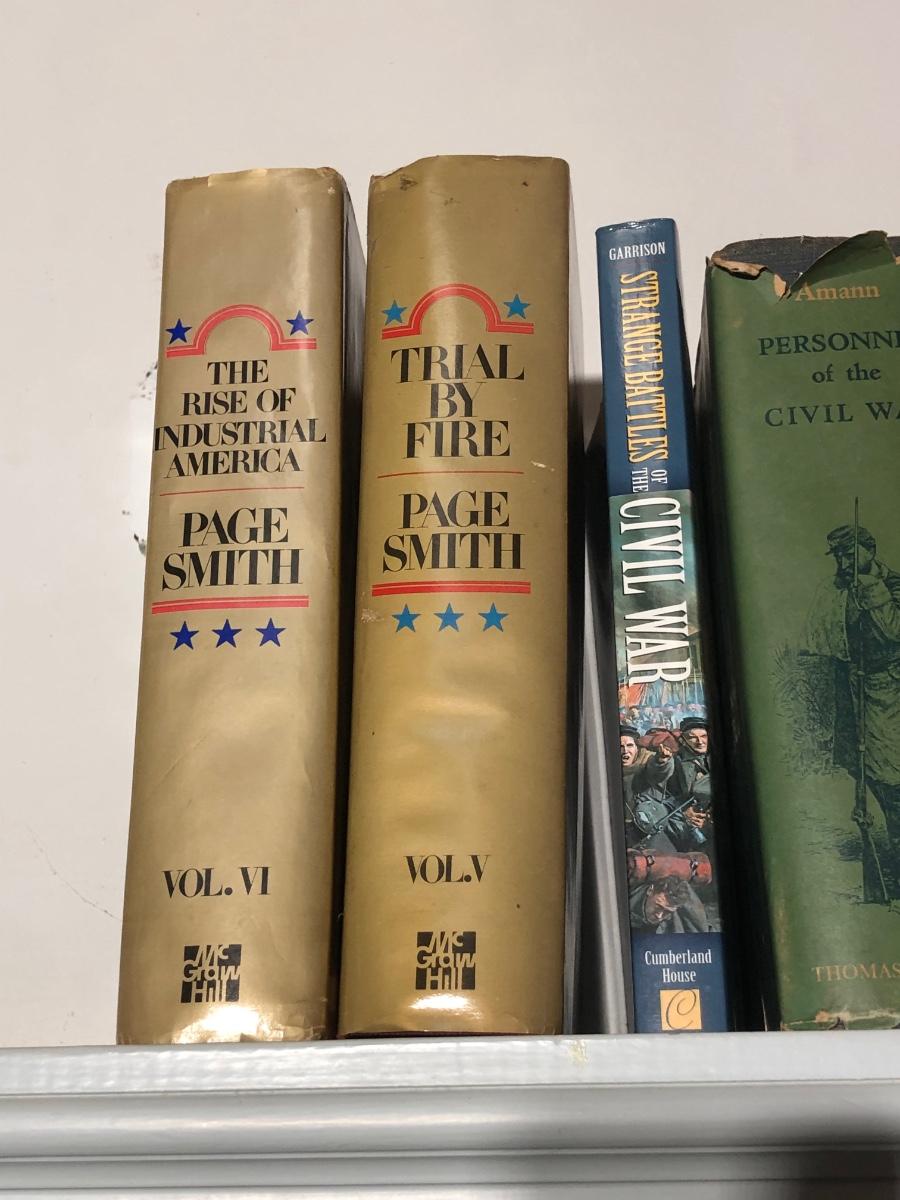 THE
RISE OF
INDUSTRIAL
AMERICA
PAGE
SMITH
VOL. VI
Mc
Graw
Hill
TRIAL
BY
FIRE
PAGE
SMITH
VOL.V
Mc
Graw
Hill
GARRISON
STRANGE BATTLES
OF
THE
CIVIL WAR
Cumberland
House
C
Amann
PERSONNE
of the
CIVIL WA
THOMAS